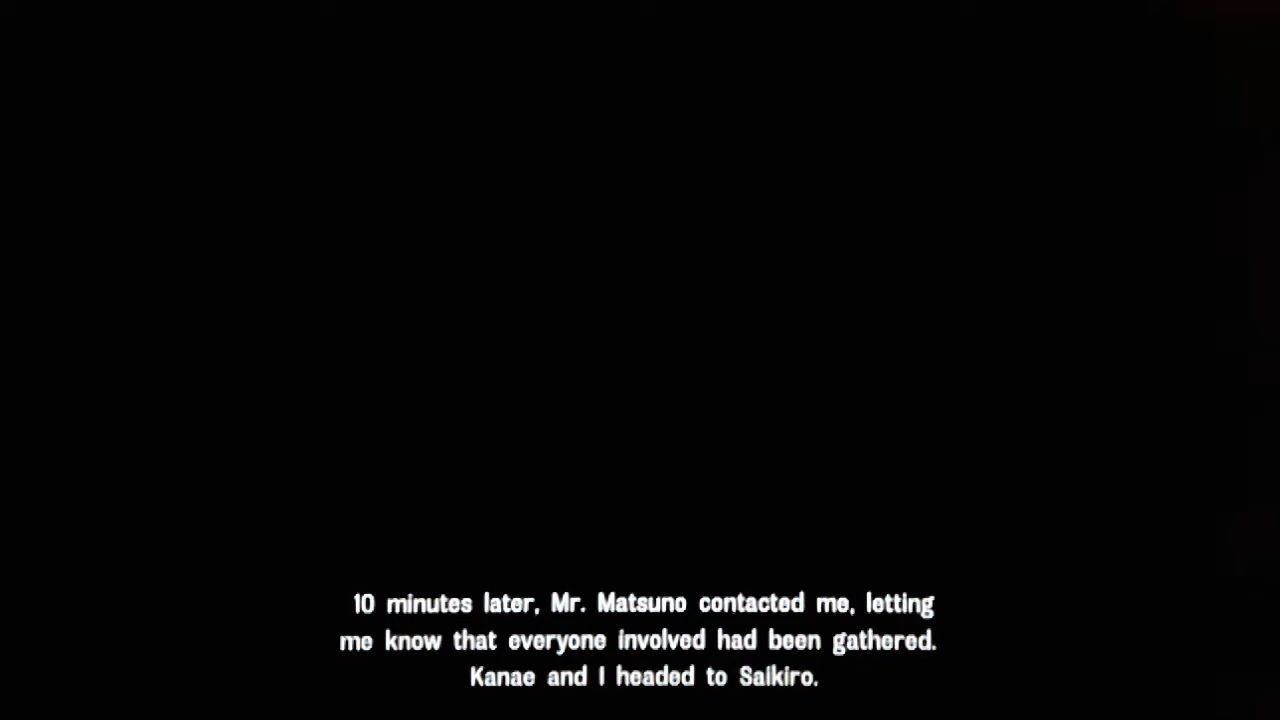 10 minutes later, Mr. Matsuno contacted me, letting
me know that everyone involved had been gathered.
Kanae and I headed to Saikiro.